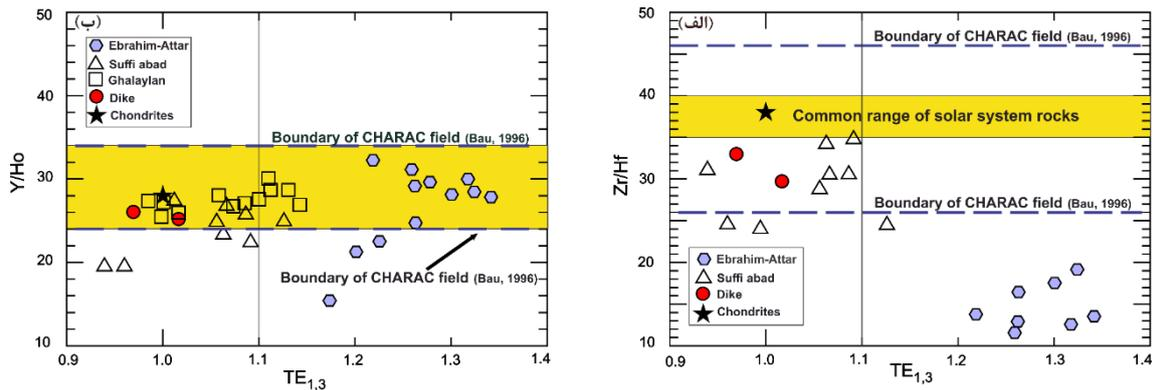 (ب)
50
40
30
20
10
Y/Ho
Ebrahim-Attar
Suffi abad
Ghalaylan
Dike
Chondrites
Boundary of CHARAC field (Bau, 1996)
Boundary of CHARAC field (Bau, 1996)
0.9 1.0 1.1 1.2 1.3 1.4
TE1,3
(الف)
50
40
30
20
10
Zr/Hf
Boundary of CHARAC field (Bau, 1996)
Common range of solar system rocks
Boundary of CHARAC field (Bau, 1996)
Ebrahim-Attar
Suffi abad
Dike
Chondrites
0.9 1.0 1.1 1.2 1.3 1.4
TE1,3